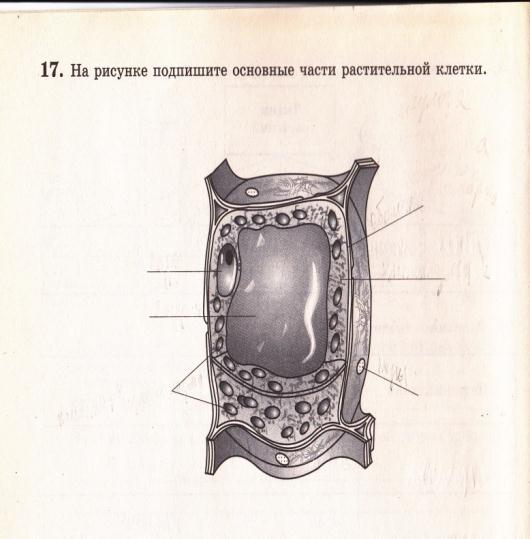 17. На рисунке подпишите основные части растительной клетки.